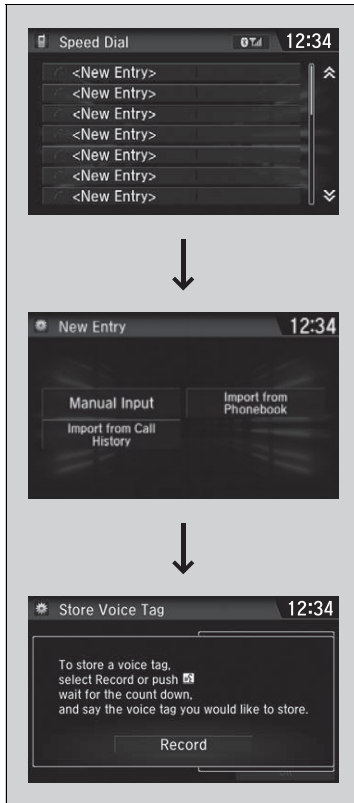 Speed Dial
12:34
<New Entry>
<New Entry>
<New Entry>
<New Entry>
<New Entry>
<New Entry>
<New Entry>
New Entry
12:34
Manual Input
Import from
Phonebook
Import from Call
History
Store Voice Tag
12:34
To store a voice tag,
select Record or push
wait for the count down,
and say the voice tag you would like to store.
Record